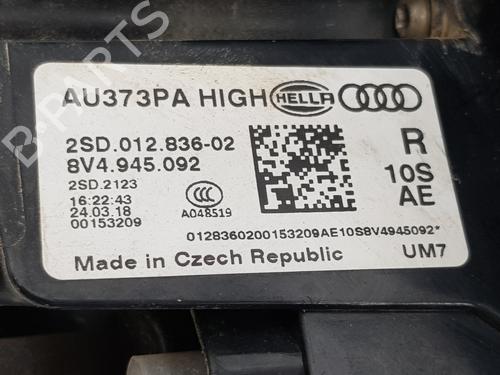 AU373PA HIGH HELLA
2SD.012.836-02
8V4.945.092
R
10S
AE
2SD.2123
16:22:43
24.03.18
00153209
CCC
A048519
0128360200153209AE10S8V4945092*
Made in Czech Republic
UM7
B-PARTS